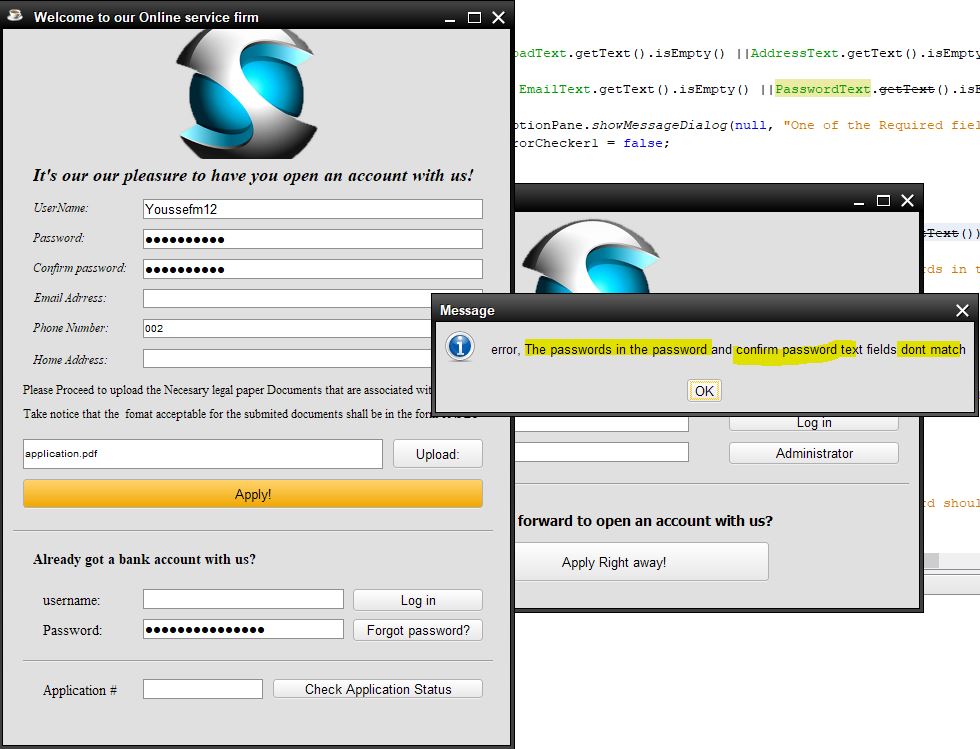 Welcome to our Online service firm
oadText.getText().isEmpty() ||AddressText.getText().isEmpty
EmailText.getText().isEmpty() ||PasswordText.getText().isE
ptionPane.showMessageDialog(null, "One of the Required fiel
rorChecker1 = false;
It's our our pleasure to have you open an account with us!
UserName:
Youssefm12
Password:
●●●●●●●●●●
Confirm password:
●●●●●●●●●●
Email Adrress:
Phone Number:
002
Home Address:
Please Proceed to upload the Necesary legal paper Documents that are associated wit
Take notice that the fomat acceptable for the submited documents shall be in the form
application.pdf
Upload:
Apply!
Already got a bank account with us?
username:
Log in
Password:
●●●●●●●●●●●●●●●
Forgot password?
Application #
Check Application Status
Text())
rds in t
Message
error, The passwords in the password and confirm password text fields dont match
OK
Log in
Administrator
rd shoul
forward to open an account with us?
Apply Right away!